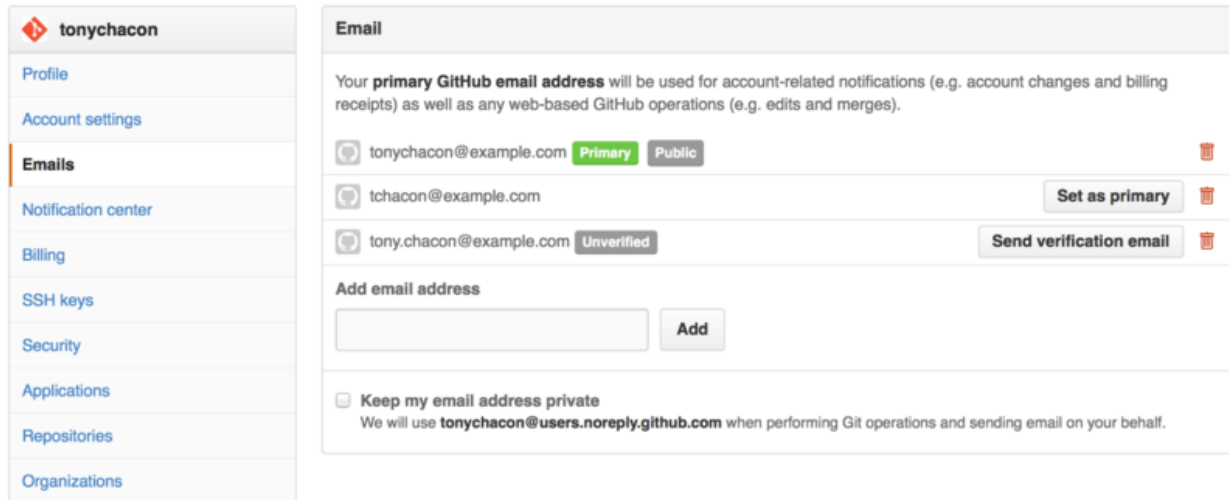 tonychacon
Profile
Account settings
Emails
Notification center
Billing
SSH keys
Security
Applications
Repositories
Organizations
Email
Your primary GitHub email address will be used for account-related notifications (e.g. account changes and billing
receipts) as well as any web-based GitHub operations (e.g. edits and merges).
tonychacon@example.com Primary Public
tchacon@example.com Set as primary
tony.chacon@example.com Unverified Send verification email
Add email address
Add
Keep my email address private
We will use tonychacon@users.noreply.github.com when performing Git operations and sending email on your behalf.